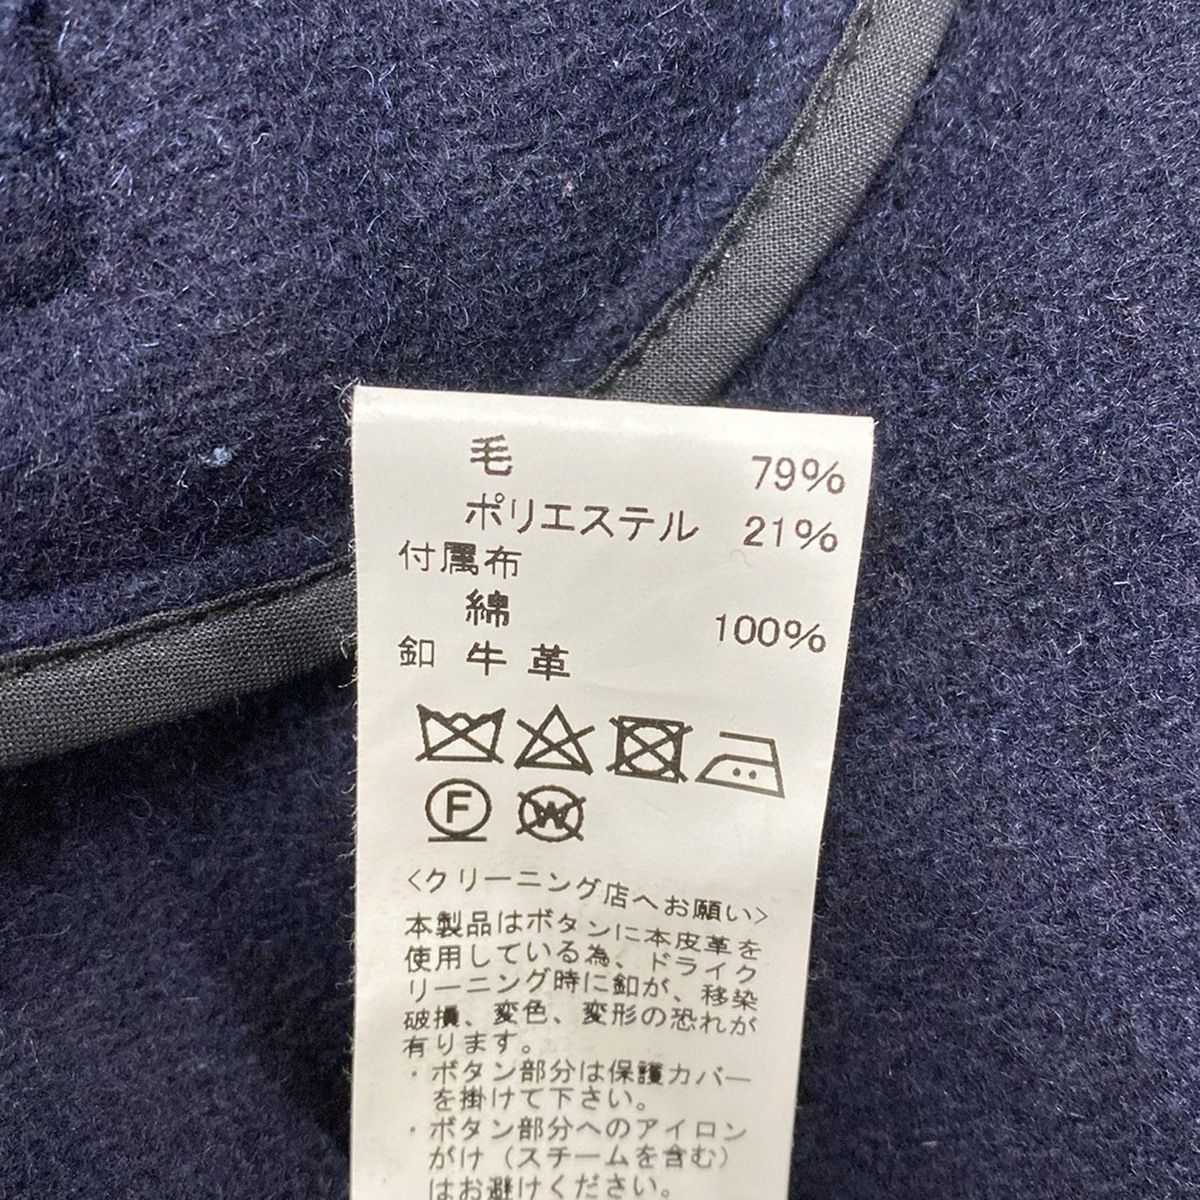 毛 79%
ポリエステル 21%
付属布
綿 100%
釦 牛革
F W
<クリーニング店へお願い>
本製品はボタンに本皮革を
使用している為、ドライク
リーニング時に釦が、移染
破損、変色、変形の恐れが
有ります。
・ボタン部分は保護カバー
を掛けて下さい。
・ボタン部分へのアイロン
がけ(スチームを含む)
はお避けください。